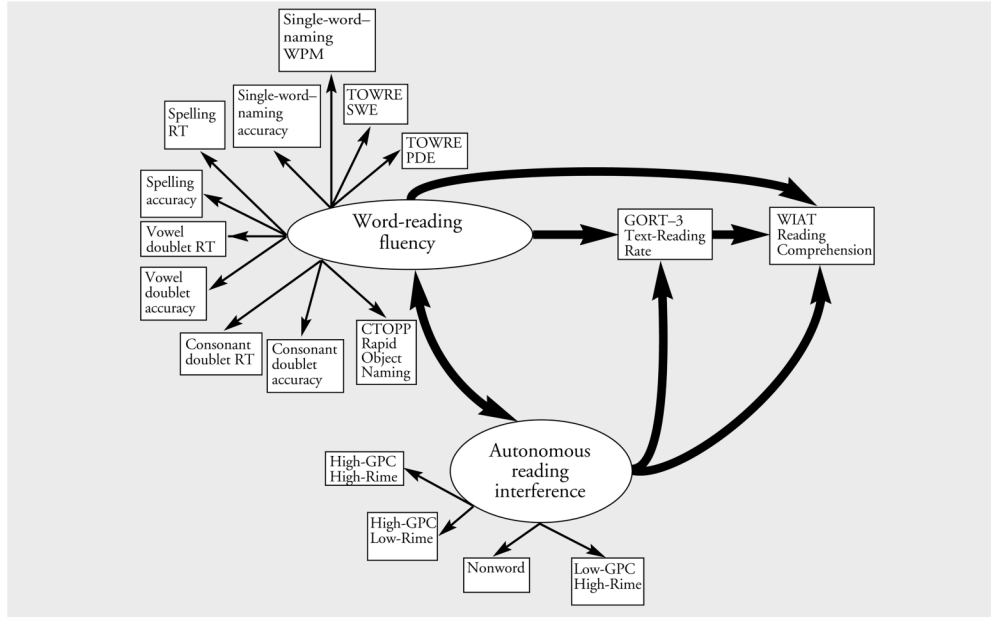 Single-word–
naming
WPM
Single-word–
naming
accuracy
TOWRE
SWE
Spelling
RT
TOWRE
PDE
Spelling
accuracy
Vowel
doublet RT
Vowel
doublet
accuracy
Consonant
doublet RT
Consonant
doublet
accuracy
CTOPP
Rapid
Object
Naming
Word-reading
fluency
GORT–3
Text-Reading
Rate
WIAT
Reading
Comprehension
Autonomous
reading
interference
High-GPC
High-Rime
High-GPC
Low-Rime
Nonword
Low-GPC
High-Rime